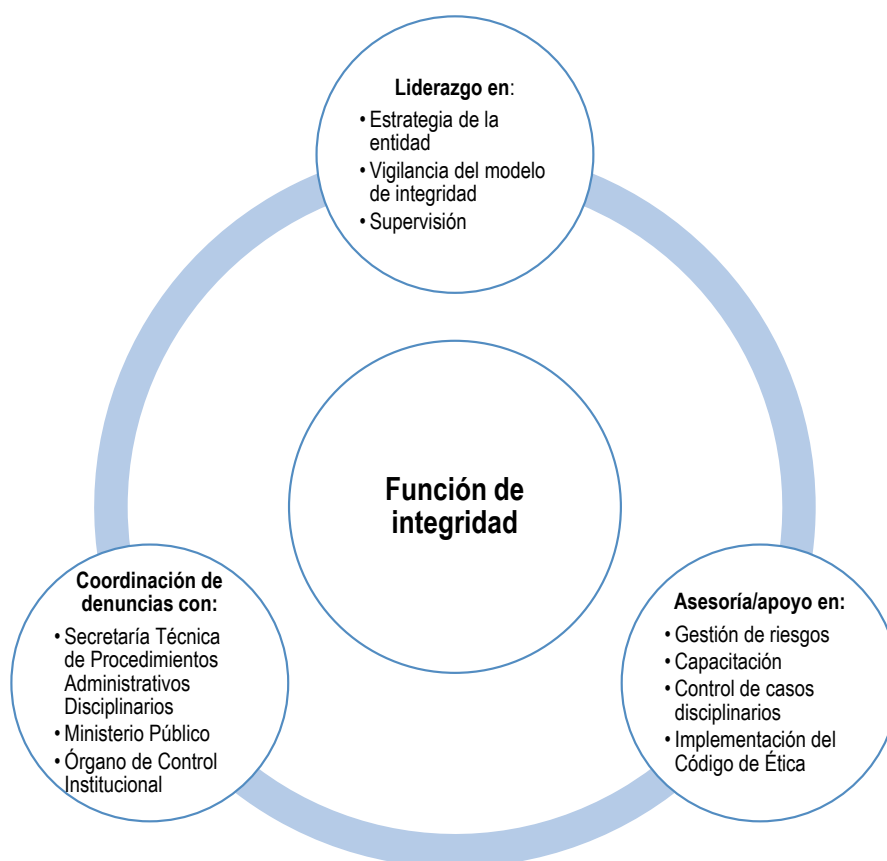 Liderazgo en:
• Estrategia de la
entidad
• Vigilancia del modelo
de integridad
• Supervisión
Función de
integridad
Coordinación de
denuncias con:
• Secretaría Técnica
de Procedimientos
Administrativos
Disciplinarios
• Ministerio Público
• Órgano de Control
Institucional
Asesoría/apoyo en:
• Gestión de riesgos
• Capacitación
• Control de casos
disciplinarios
• Implementación del
Código de Ética